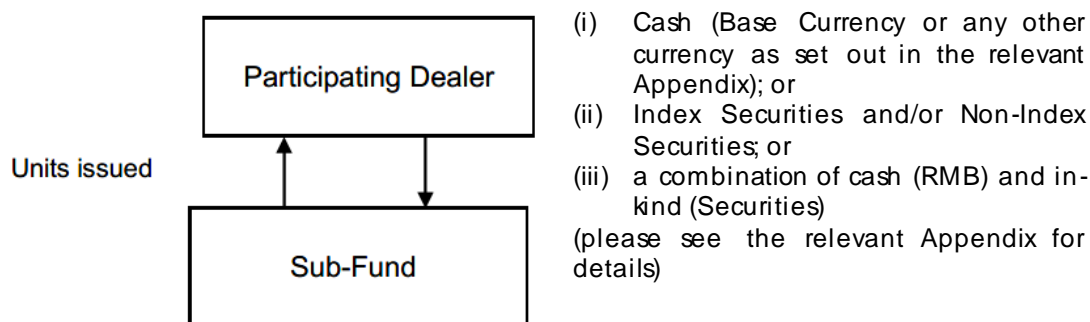 Participating Dealer
Units issued
Sub-Fund
(i) Cash (Base Currency or any other
currency as set out in the relevant
Appendix); or
(ii) Index Securities and/or Non-Index
Securities; or
(iii) a combination of cash (RMB) and in-
kind (Securities)
(please see the relevant Appendix for
details)